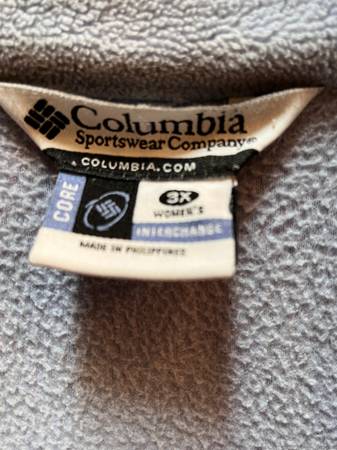 Columbia
Sportswear Company®
COLUMBIA.COM
CORE
3X
WOMEN'S
INTERCHANGE
MADE IN PHILIPPINES